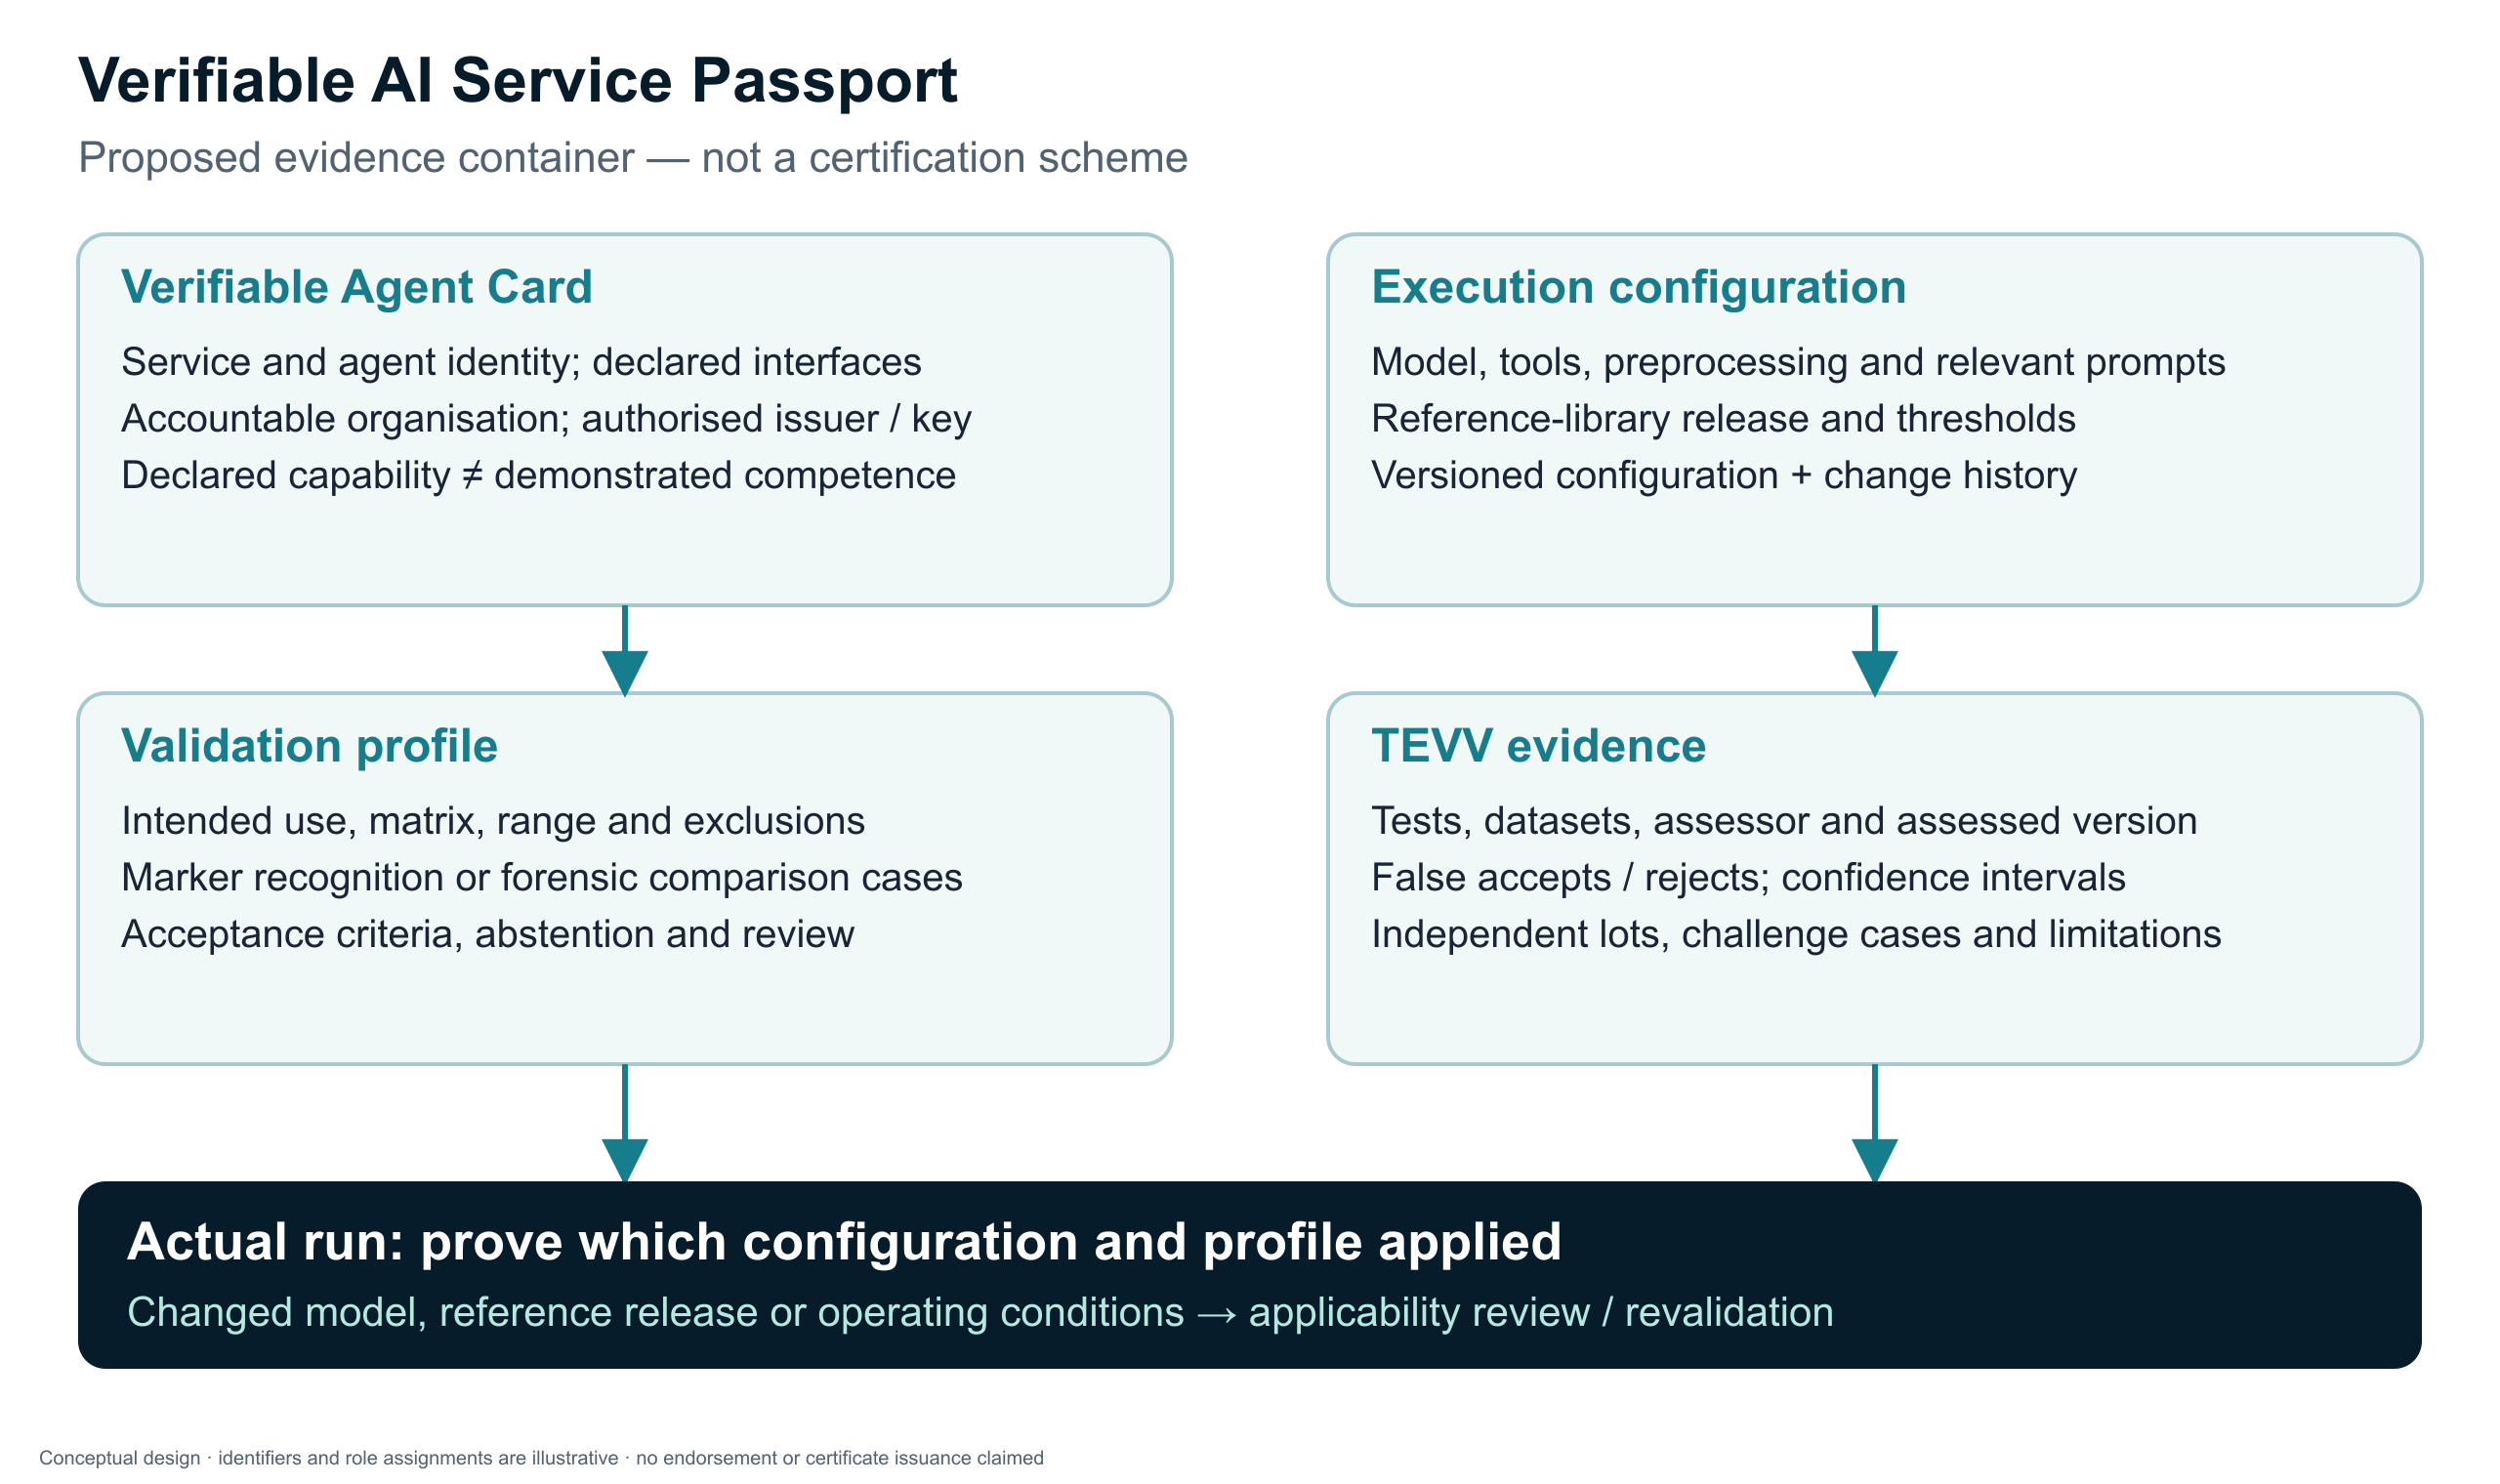 Verifiable AI Service Passport
Proposed evidence container — not a certification scheme
Verifiable Agent Card
Service and agent identity; declared interfaces
Accountable organisation; authorised issuer / key
Declared capability ≠ demonstrated competence
Execution configuration
Model, tools, preprocessing and relevant prompts
Reference-library release and thresholds
Versioned configuration + change history
Validation profile
Intended use, matrix, range and exclusions
Marker recognition or forensic comparison cases
Acceptance criteria, abstention and review
TEVV evidence
Tests, datasets, assessor and assessed version
False accepts / rejects; confidence intervals
Independent lots, challenge cases and limitations
Actual run: prove which configuration and profile applied
Changed model, reference release or operating conditions → applicability review / revalidation
Conceptual design · identifiers and role assignments are illustrative · no endorsement or certificate issuance claimed